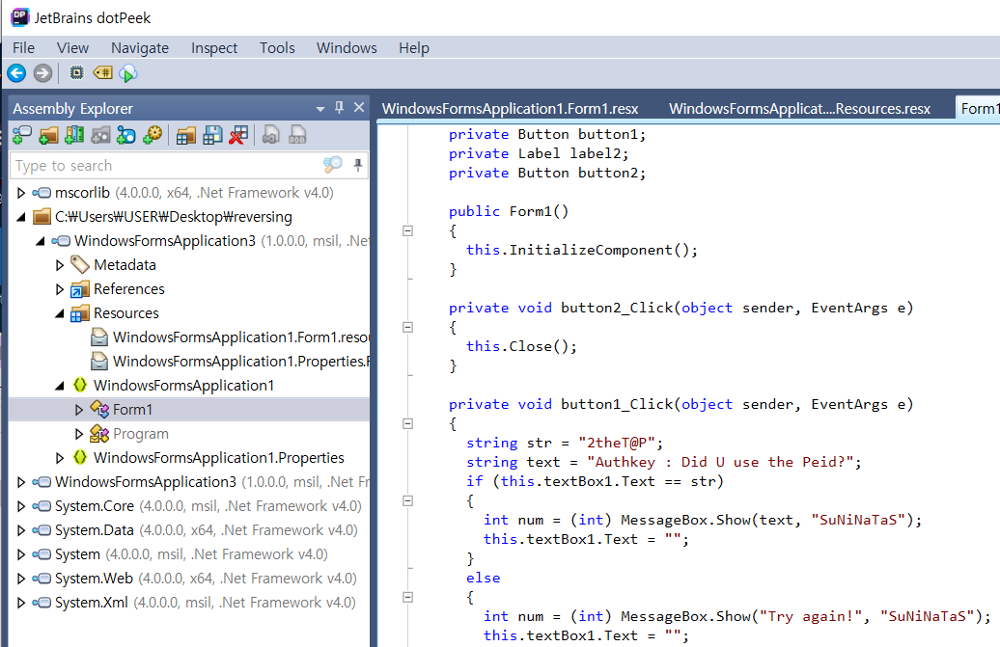 JetBrains dotPeek
File View Navigate Inspect Tools Windows Help
Assembly Explorer
Type to search
mscorlib (4.0.0.0, x64, .Net Framework v4.0)
C:₩Users₩USER₩Desktop₩reversing
WindowsFormsApplication3 (1.0.0.0, msil, .Net
Metadata
References
Resources
WindowsFormsApplication1.Form1.resou
WindowsFormsApplication1.Properties.F
WindowsFormsApplication1
Form1
Program
WindowsFormsApplication1.Properties
WindowsFormsApplication3 (1.0.0.0, msil, .Net Fr
System.Core (4.0.0.0, msil, .Net Framework v4.0)
System.Data (4.0.0.0, x64, .Net Framework v4.0)
System (4.0.0.0, msil, .Net Framework v4.0)
System.Web (4.0.0.0, x64, .Net Framework v4.0)
System.Xml (4.0.0.0, msil, .Net Framework v4.0)
WindowsFormsApplication1.Form1.resx WindowsFormsApplicat....Resources.resx Form1
private Button button1;
private Label label2;
private Button button2;
public Form1()
{
this.InitializeComponent();
}
private void button2_Click(object sender, EventArgs e)
{
this.Close();
}
private void button1_Click(object sender, EventArgs e)
{
string str = "2theT@P";
string text = "Authkey : Did U use the Peid?";
if (this.textBox1.Text == str)
{
int num = (int) MessageBox.Show(text, "SuNiNaTaS");
this.textBox1.Text = "";
}
else
{
int num = (int) MessageBox.Show("Try again!", "SuNiNaTaS");
this.textBox1.Text = "";